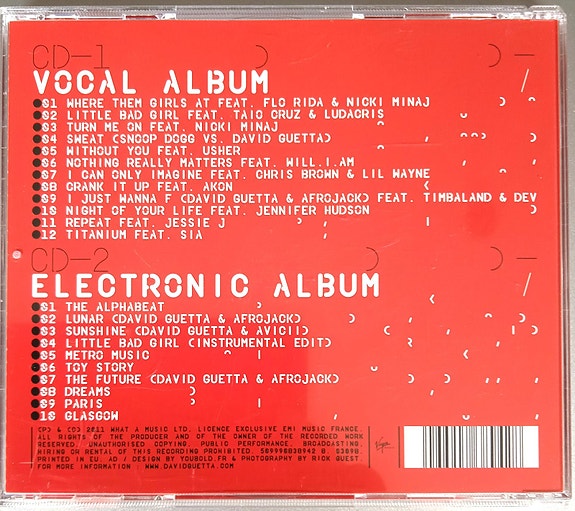 CD-1
VOCAL ALBUM
01 WHERE THEM GIRLS AT FEAT. FLO RIDA & NICKI MINAJ
02 LITTLE BAD GIRL FEAT. TAIO CRUZ & LUDACRIS
03 TURN ME ON FEAT. NICKI MINAJ
04 SWEAT (SNOOP DOGG VS. DAVID GUETTA)
05 WITHOUT YOU FEAT. USHER
06 NOTHING REALLY MATTERS FEAT. WILL.I.AM
07 I CAN ONLY IMAGINE FEAT. CHRIS BROWN & LIL WAYNE
08 CRANK IT UP FEAT. AKON
09 I JUST WANNA F (DAVID GUETTA & AFROJACK) FEAT. TIMBALAND & DEV
10 NIGHT OF YOUR LIFE FEAT. JENNIFER HUDSON
11 REPEAT FEAT. JESSIE J
12 TITANIUM FEAT. SIA
CD-2
ELECTRONIC ALBUM
01 THE ALPHABEAT
02 LUNAR (DAVID GUETTA & AFROJACK)
03 SUNSHINE (DAVID GUETTA & AVICII)
04 LITTLE BAD GIRL (INSTRUMENTAL EDIT)
05 METRO MUSIC
06 TOY STORY
07 THE FUTURE (DAVID GUETTA & AFROJACK)
08 DREAMS
09 PARIS
10 GLASGOW
(P) & (C) 2011 WHAT A MUSIC LTD. LICENCE EXCLUSIVE EMI MUSIC FRANCE.
ALL RIGHTS OF THE PRODUCER AND OF THE OWNER OF THE RECORDED WORK
RESERVED. UNAUTHORISED COPYING, PUBLIC PERFORMANCE, BROADCASTING,
HIRING OR RENTAL OF THIS RECORDING PROHIBITED.
PRINTED IN EU. AD / DESIGN BY YOUBOLD.FR & PHOTOGRAPHY BY RICK GUEST.
FOR MORE INFORMATION : WWW.DAVIDGUETTA.COM
Virgin